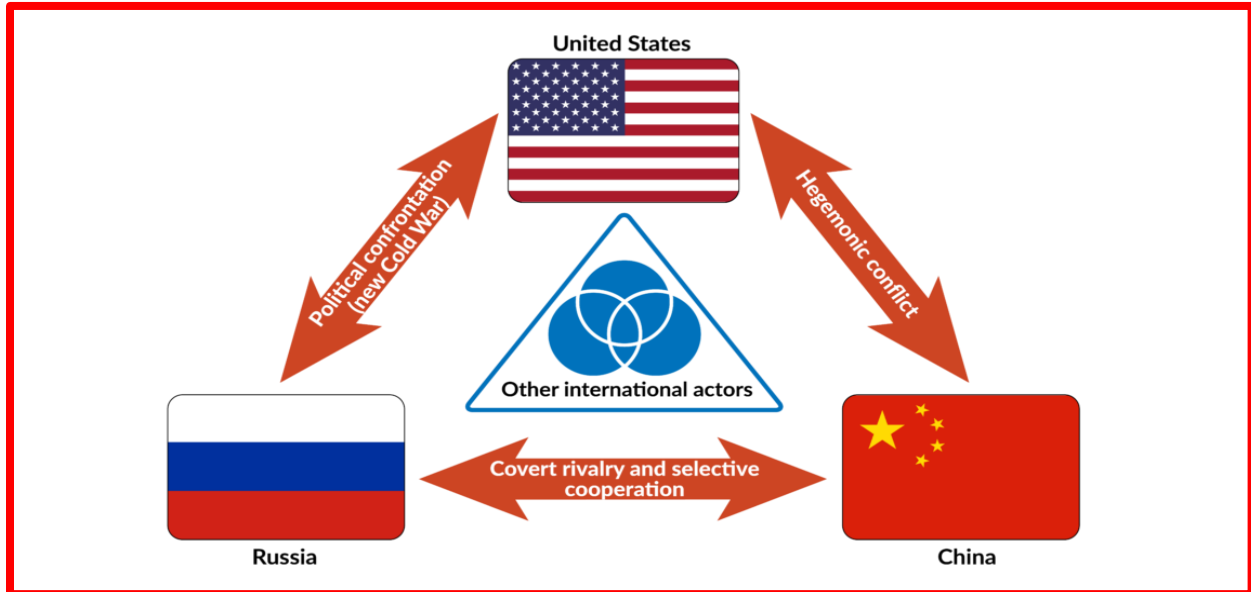 United States
Political confrontation
(new Cold War)
Hegemonic conflict
Other international actors
Covert rivalry and selective
cooperation
Russia
China